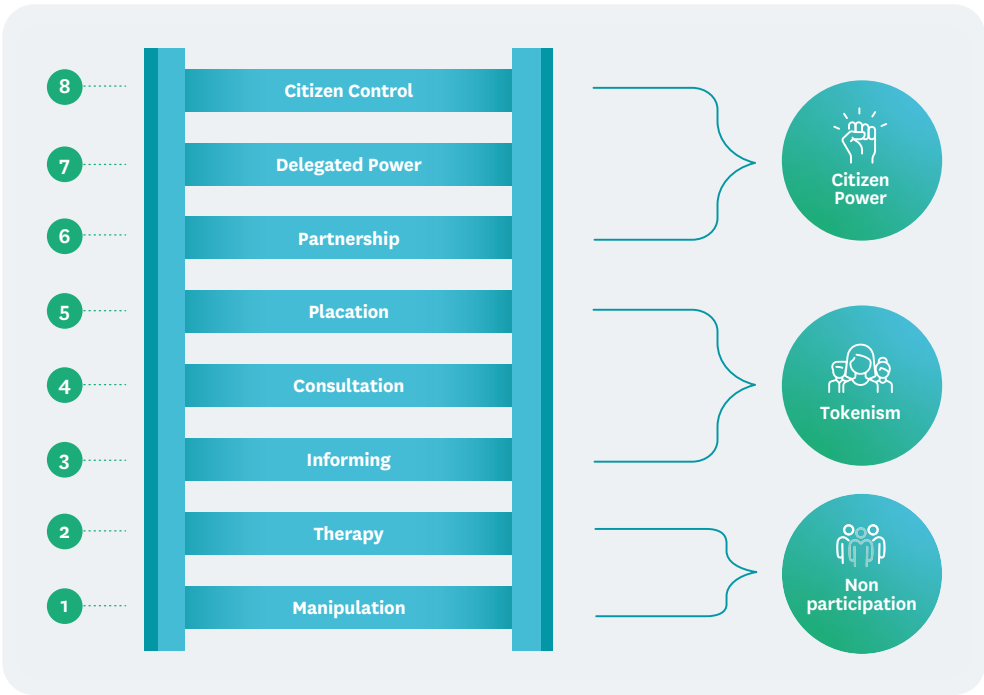 8
Citizen Control
7
Delegated Power
6
Partnership
5
Placation
4
Consultation
3
Informing
2
Therapy
1
Manipulation
Citizen
Power
Tokenism
Non
participation